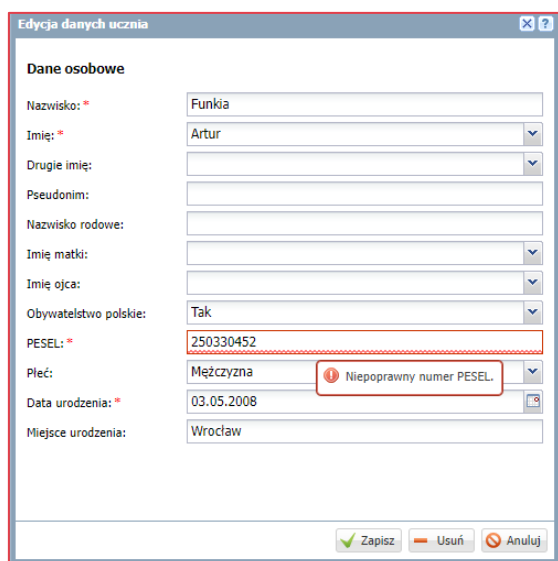 Edycja danych ucznia
Dane osobowe
Nazwisko: * Funkia
Imię: * Artur
Drugie imię:
Pseudonim:
Nazwisko rodowe:
Imię matki:
Imię ojca:
Obywatelstwo polskie: Tak
PESEL: * 250330452
Płeć: Mężczyzna
Niepoprawny numer PESEL.
Data urodzenia: * 03.05.2008
Miejsce urodzenia: Wrocław
Zapisz Usuń Anuluj